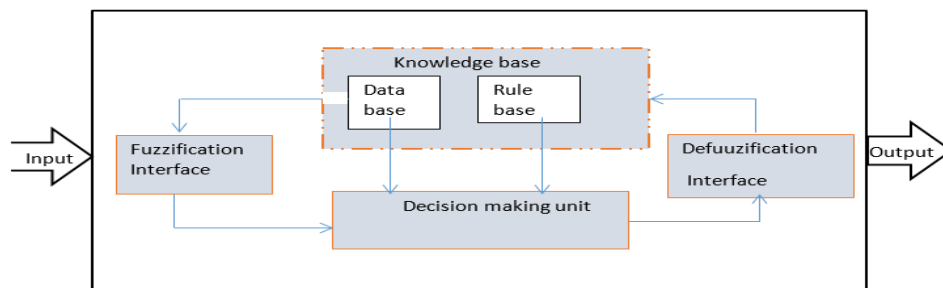 Knowledge base
Data
base
Rule
base
Input
Fuzzification
Interface
Defuuzification
Interface
Output
Decision making unit